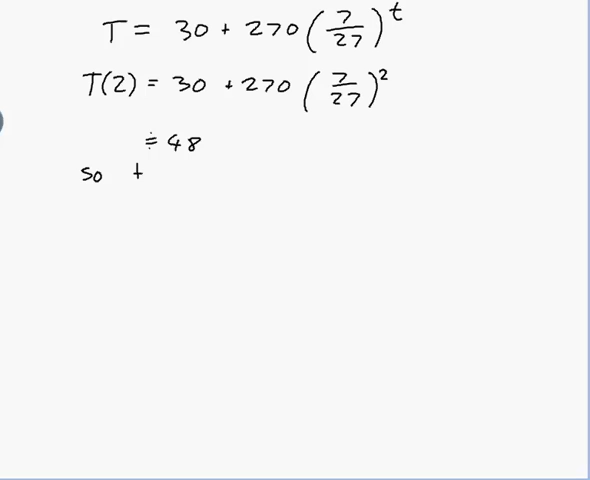 T = 30 + 270 (7/27)^t
T(2) = 30 + 270 (7/27)^2
≑ 48
so t